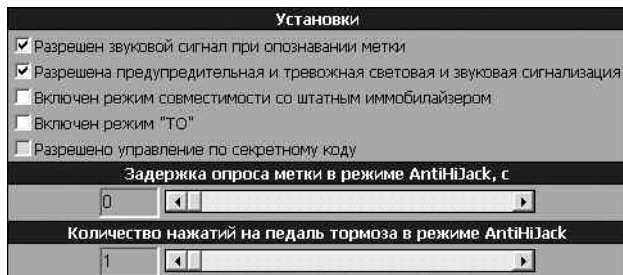 Установки
Разрешен звуковой сигнал при опознавании метки
Разрешена предупредительная и тревожная световая и звуковая сигнализация
Включен режим совместимости со штатным иммобилайзером
Включен режим "ТО"
Разрешено управление по секретному коду
Задержка опроса метки в режиме AntiHiJack, с
0
Количество нажатий на педаль тормоза в режиме AntiHiJack
1